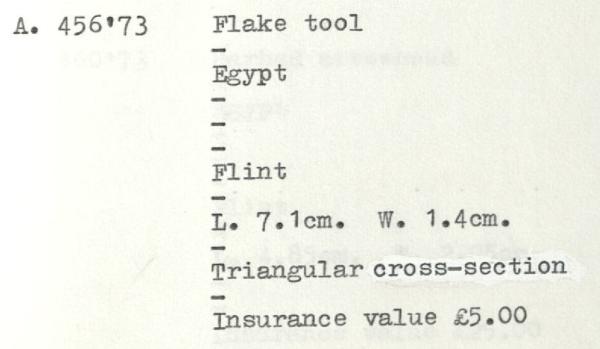 A. 456'73 Flake tool
–
Egypt
–
–
–
Flint
–
L. 7.1cm. W. 1.4cm.
–
Triangular cross-section
–
Insurance value £5.00